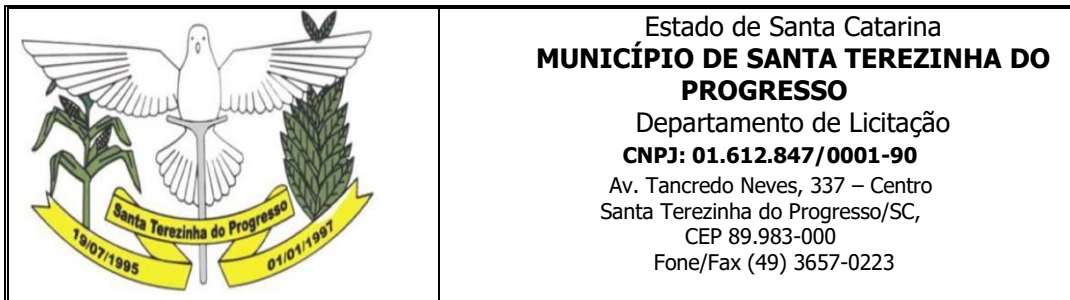 Santa Terezinha do Progresso
19/07/1995
01/01/1997
Estado de Santa Catarina
MUNICÍPIO DE SANTA TEREZINHA DO
PROGRESSO
Departamento de Licitação
CNPJ: 01.612.847/0001-90
Av. Tancredo Neves, 337 – Centro
Santa Terezinha do Progresso/SC,
CEP 89.983-000
Fone/Fax (49) 3657-0223